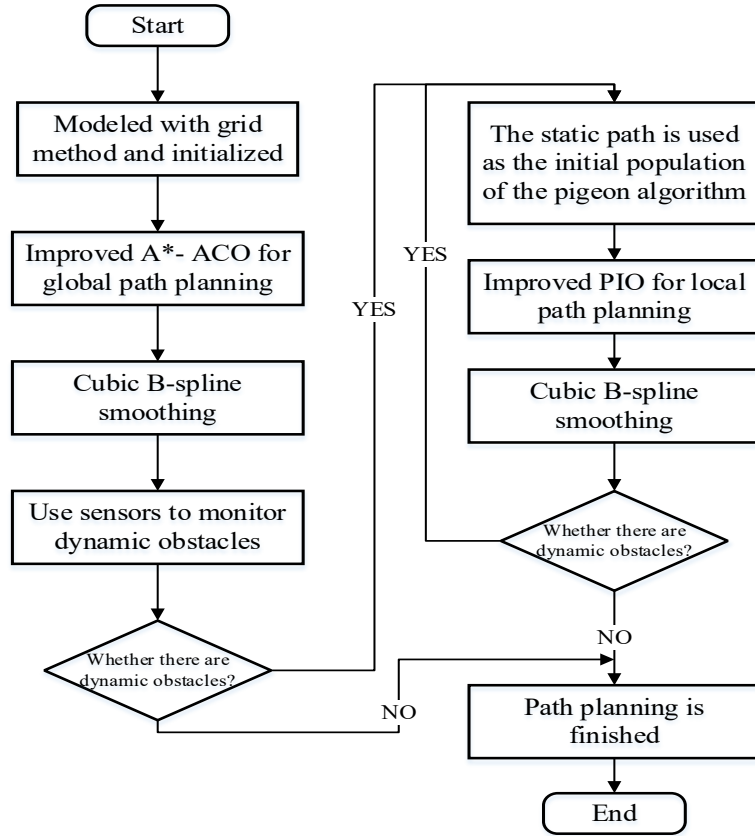 Start
Modeled with grid
method and initialized
Improved A*- ACO for
global path planning
Cubic B-spline
smoothing
Use sensors to monitor
dynamic obstacles
Whether there are
dynamic obstacles?
YES
NO
The static path is used
as the initial population
of the pigeon algorithm
YES
Improved PIO for local
path planning
Cubic B-spline
smoothing
Whether there are
dynamic obstacles?
NO
Path planning is
finished
End